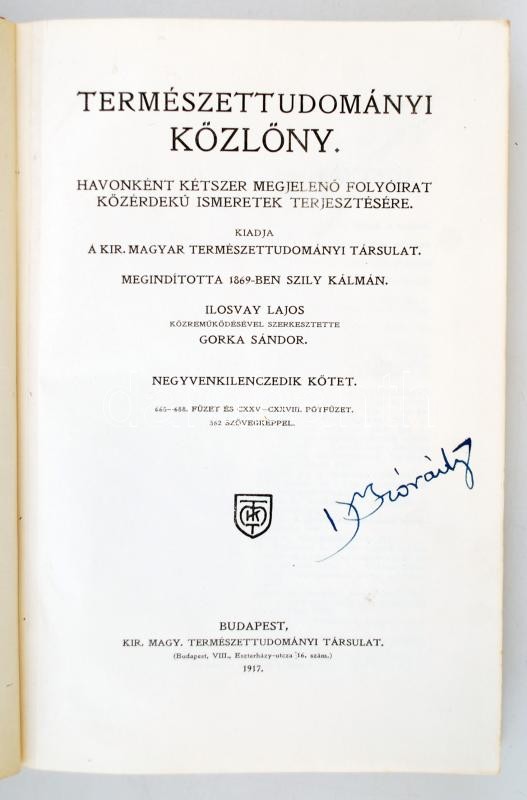 TERMÉSZETTUDOMÁNYI
KÖZLÖNY.
HAVONKÉNT KÉTSZER MEGJELENŐ FOLYÓIRAT
KÖZÉRDEKŰ ISMERETEK TERJESZTÉSÉRE.
KIADJA
A KIR. MAGYAR TERMÉSZETTUDOMÁNYI TÁRSULAT.
MEGINDÍTOTTA 1869-BEN SZILY KÁLMÁN.
ILOSVAY LAJOS
KÖZREMŰKÖDÉSÉVEL SZERKESZTETTE
GORKA SÁNDOR.
NEGYVENKILENCZEDIK KÖTET.
665—688. FÜZET ÉS CXXV—CXXVIII. PÓTFÜZET.
362 SZÖVEGKÉPPEL.
BUDAPEST,
KIR. MAGY. TERMÉSZETTUDOMÁNYI TÁRSULAT.
(Budapest, VIII., Eszterházy-utcza 16. szám.)
1917.